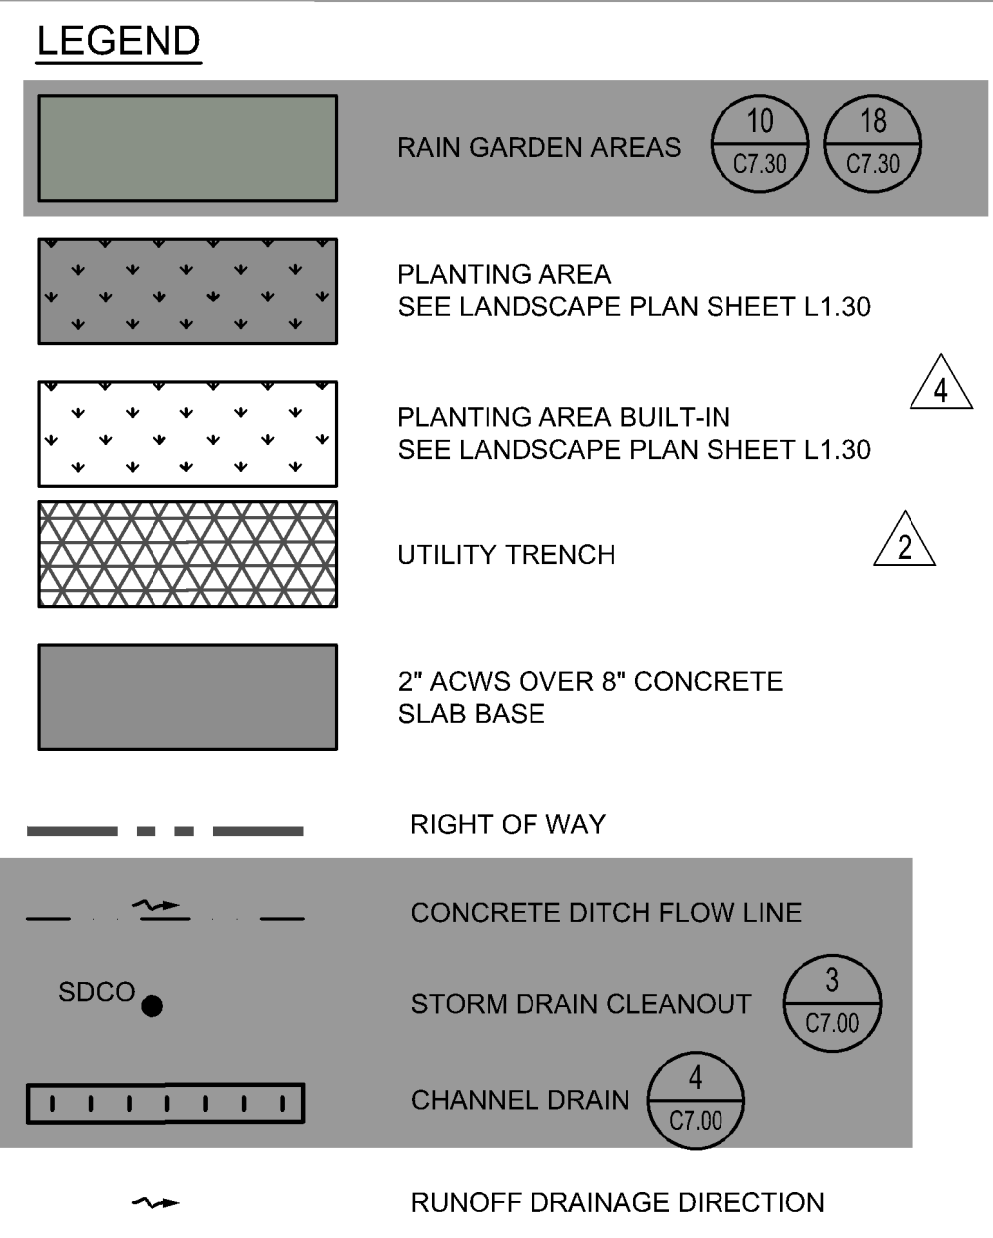 LEGEND
RAIN GARDEN AREAS
10
C7.30
18
C7.30
PLANTING AREA
SEE LANDSCAPE PLAN SHEET L1.30
4
PLANTING AREA BUILT-IN
SEE LANDSCAPE PLAN SHEET L1.30
UTILITY TRENCH
2
2" ACWS OVER 8" CONCRETE
SLAB BASE
RIGHT OF WAY
CONCRETE DITCH FLOW LINE
SDCO
STORM DRAIN CLEANOUT
3
C7.00
CHANNEL DRAIN
4
C7.00
RUNOFF DRAINAGE DIRECTION